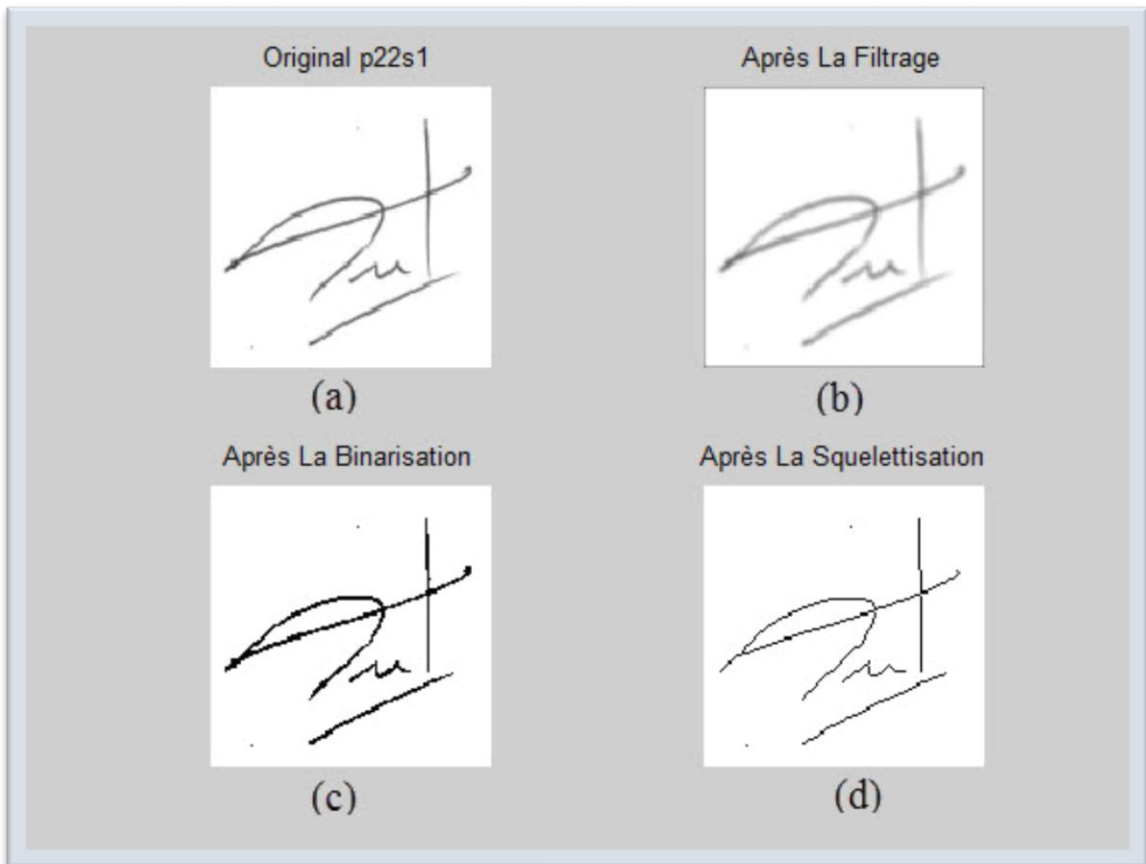 Original p22s1
Après La Filtrage
(a)
(b)
Après La Binarisation
Après La Squelettisation
(c)
(d)